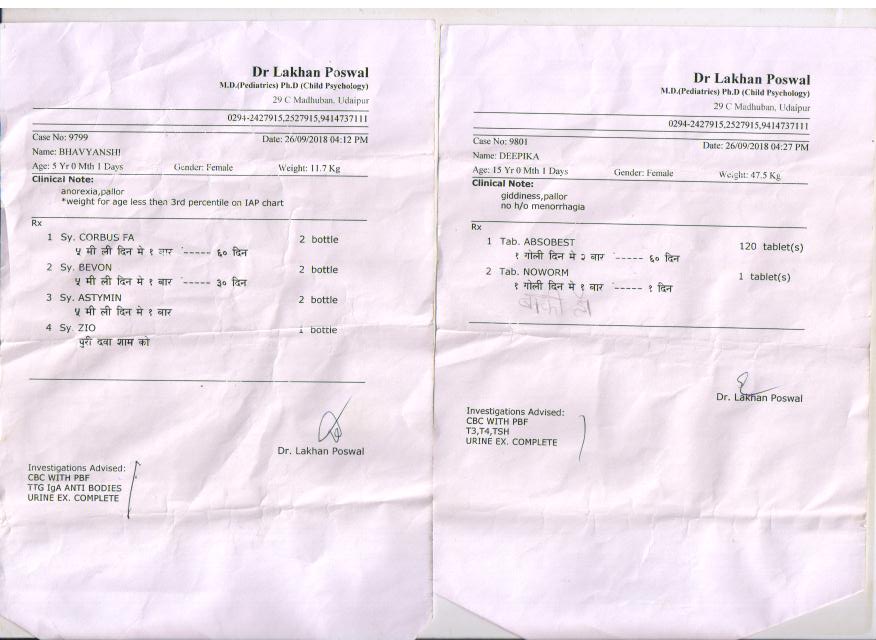 Dr Lakhan Poswal
M.D.(Pediatrics) Ph.D (Child Psychology)
29 C Madhuban, Udaipur
0294-2427915,2527915,9414737111
Case No: 9799 Date: 26/09/2018 04:12 PM
Name: BHAVYANSHI
Age: 5 Yr 0 Mth 1 Days Gender: Female Weight: 11.7 Kg
Clinical Note:
anorexia,pallor
*weight for age less then 3rd percentile on IAP chart
Rx
1 Sy. CORBUS FA 2 bottle
५ मी ली दिन मे १ बार ----- ६० दिन
2 Sy. BEVON 2 bottle
५ मी ली दिन मे १ बार ----- ३० दिन
3 Sy. ASTYMIN 2 bottle
५ मी ली दिन मे १ बार
4 Sy. ZIO 1 bottle
पुरी दवा शाम को
Dr. Lakhan Poswal
Investigations Advised:
CBC WITH PBF
TTG IgA ANTI BODIES
URINE EX. COMPLETE
Dr Lakhan Poswal
M.D.(Pediatrics) Ph.D (Child Psychology)
29 C Madhuban, Udaipur
0294-2427915,2527915,9414737111
Case No: 9801 Date: 26/09/2018 04:27 PM
Name: DEEPIKA
Age: 15 Yr 0 Mth 1 Days Gender: Female Weight: 47.5 Kg
Clinical Note:
giddiness,pallor
no h/o menorrhagia
Rx
1 Tab. ABSOBEST 120 tablet(s)
१ गोली दिन मे २ बार ----- ६० दिन
2 Tab. NOWORM 1 tablet(s)
१ गोली दिन मे १ बार ----- १ दिन
Dr. Lakhan Poswal
Investigations Advised:
CBC WITH PBF
T3,T4,TSH
URINE EX. COMPLETE